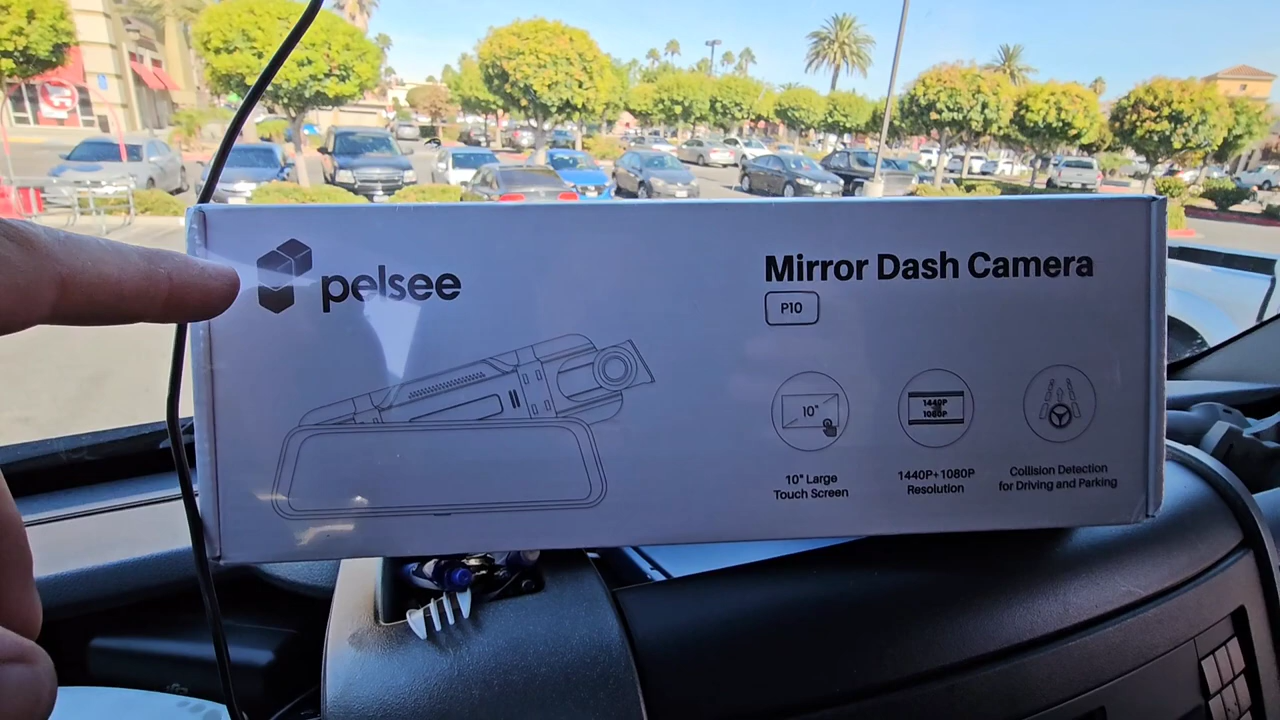 pelsee
Mirror Dash Camera
P10
10"
1440P
1080P
10" Large
Touch Screen
1440P+1080P
Resolution
Collision Detection
for Driving and Parking